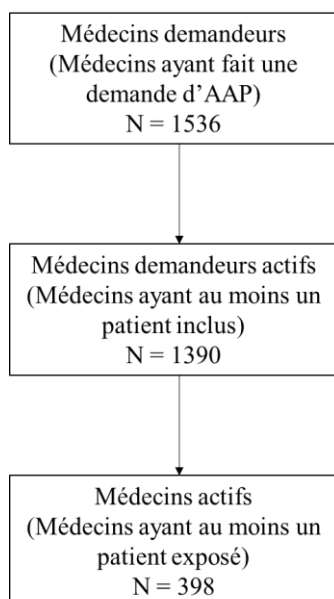 Médecins demandeurs
(Médecins ayant fait une
demande d’AAP)
N = 1536
Médecins demandeurs actifs
(Médecins ayant au moins un
patient inclus)
N = 1390
Médecins actifs
(Médecins ayant au moins un
patient exposé)
N = 398